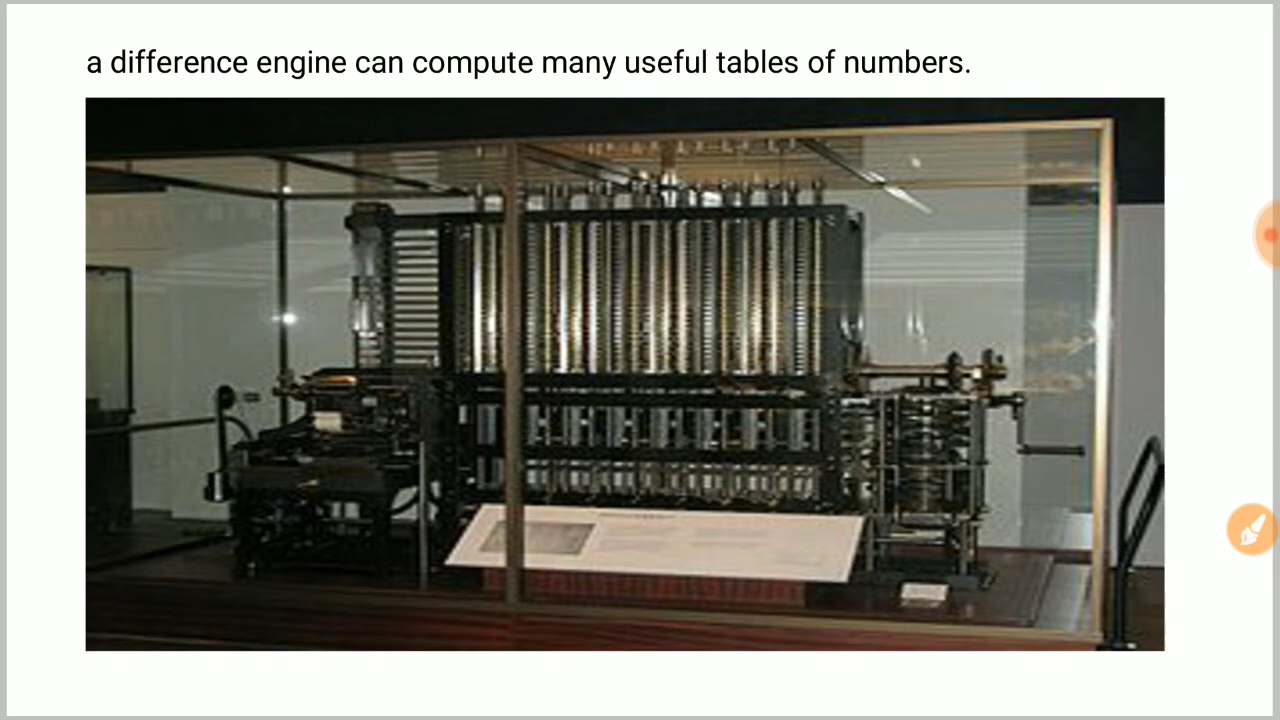 a difference engine can compute many useful tables of numbers.